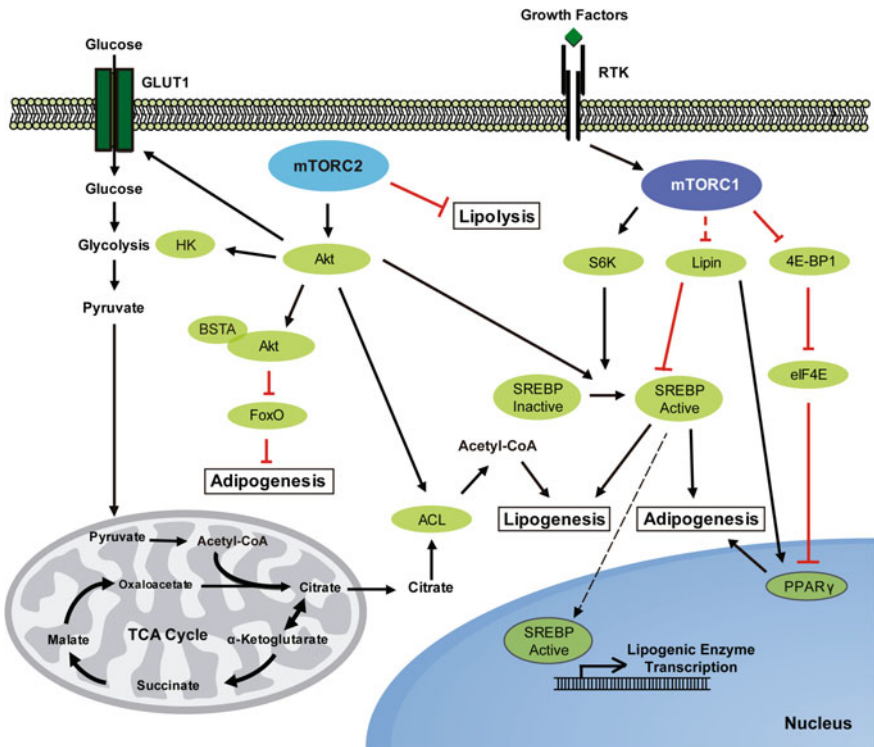 Growth Factors
Glucose
GLUT1
RTK
mTORC2
mTORC1
Glucose
Lipolysis
Glycolysis
HK
Akt
S6K
Lipin
4E-BP1
Pyruvate
BSTA
Akt
eIF4E
SREBP
Inactive
SREBP
Active
FoxO
Acetyl-CoA
Adipogenesis
ACL
Lipogenesis
Adipogenesis
Pyruvate
Acetyl-CoA
Oxaloacetate
Citrate
Citrate
PPARγ
Malate
TCA Cycle
α-Ketoglutarate
SREBP
Active
Lipogenic Enzyme
Transcription
Succinate
Nucleus